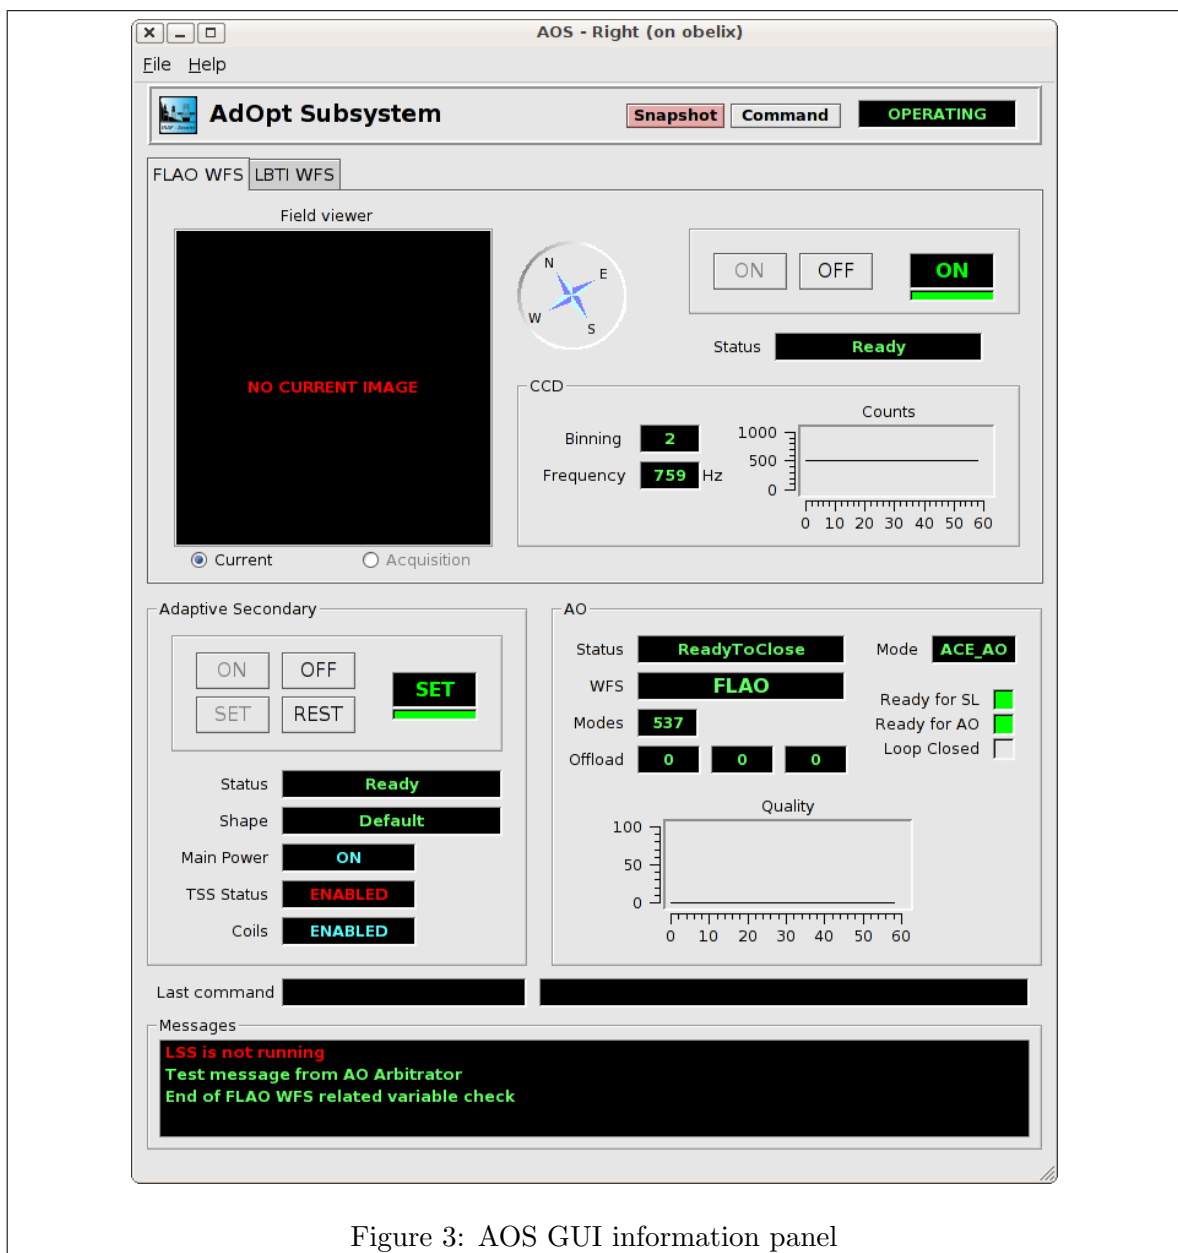 AOS - Right (on obelix)
File Help
AdOpt Subsystem
Snapshot Command OPERATING
FLAO WFS LBTI WFS
Field viewer
NO CURRENT IMAGE
Current Acquisition
N
E
W
S
ON OFF ON
Status Ready
CCD
Binning 2
Frequency 759 Hz
Counts
1000
500
0
0 10 20 30 40 50 60
Adaptive Secondary
ON OFF
SET REST
SET
Status Ready
Shape Default
Main Power ON
TSS Status ENABLED
Coils ENABLED
AO
Status ReadyToClose Mode ACE_AO
WFS FLAO
Modes 537
Offload 0 0 0
Ready for SL
Ready for AO
Loop Closed
Quality
100
50
0
0 10 20 30 40 50 60
Last command
Messages
LSS is not running
Test message from AO Arbitrator
End of FLAO WFS related variable check
Figure 3: AOS GUI information panel